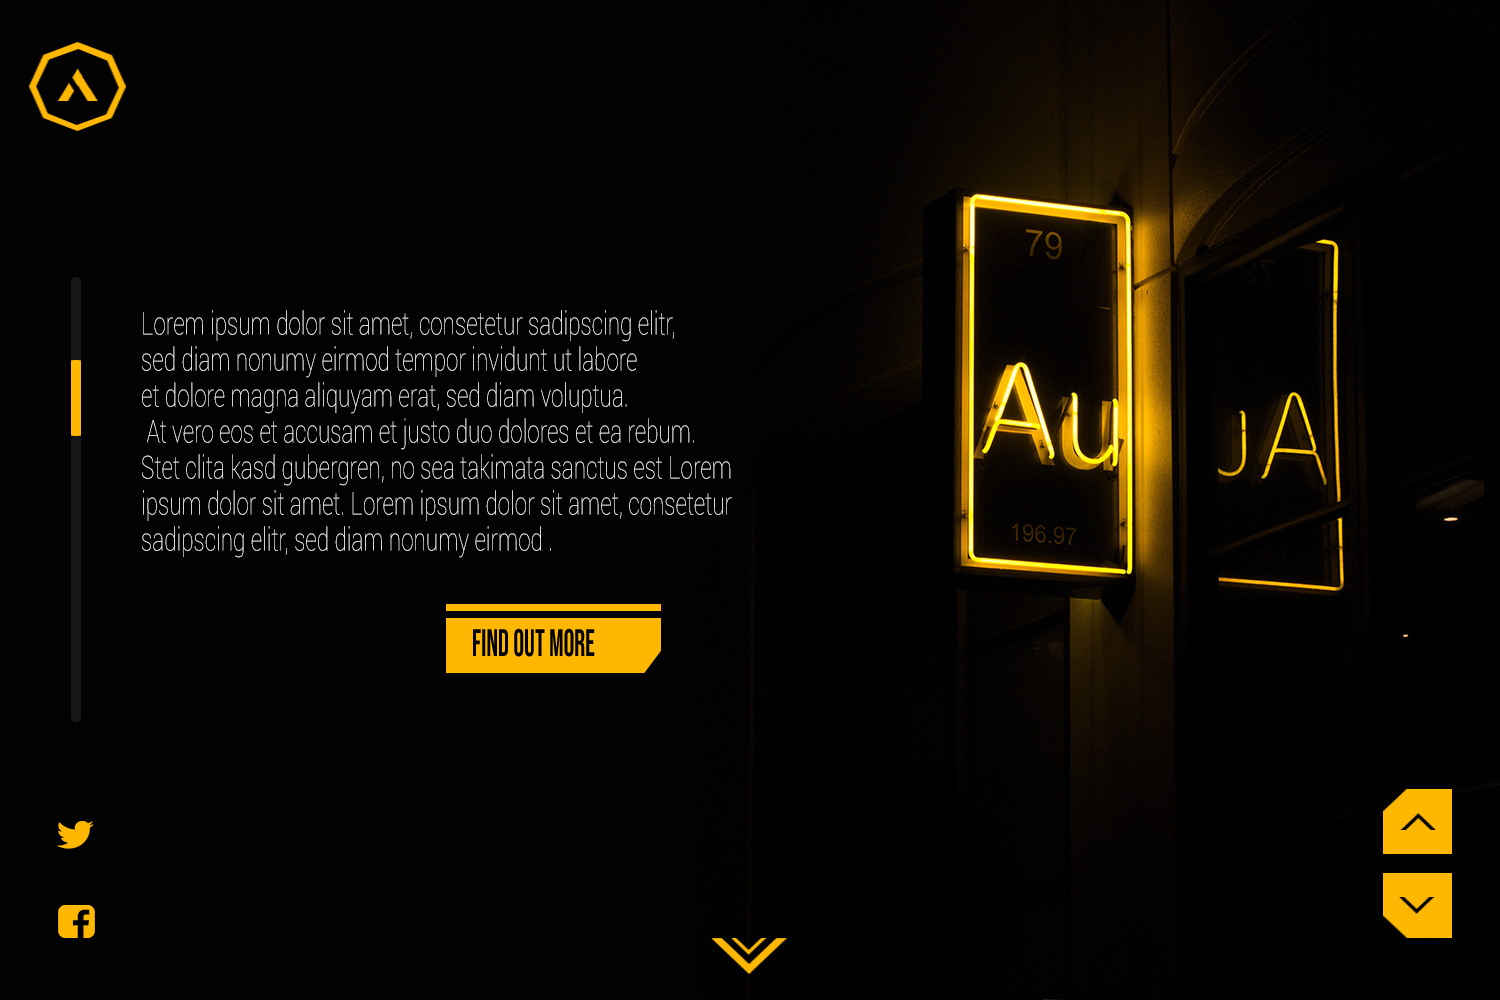 Lorem ipsum dolor sit amet, consetetur sadipscing elitr,
sed diam nonumy eirmod tempor invidunt ut labore
et dolore magna aliquyam erat, sed diam voluptua.
At vero eos et accusam et justo duo dolores et ea rebum.
Stet clita kasd gubergren, no sea takimata sanctus est Lorem
ipsum dolor sit amet. Lorem ipsum dolor sit amet, consetetur
sadipscing elitr, sed diam nonumy eirmod .
FIND OUT MORE
79
Au
196.97